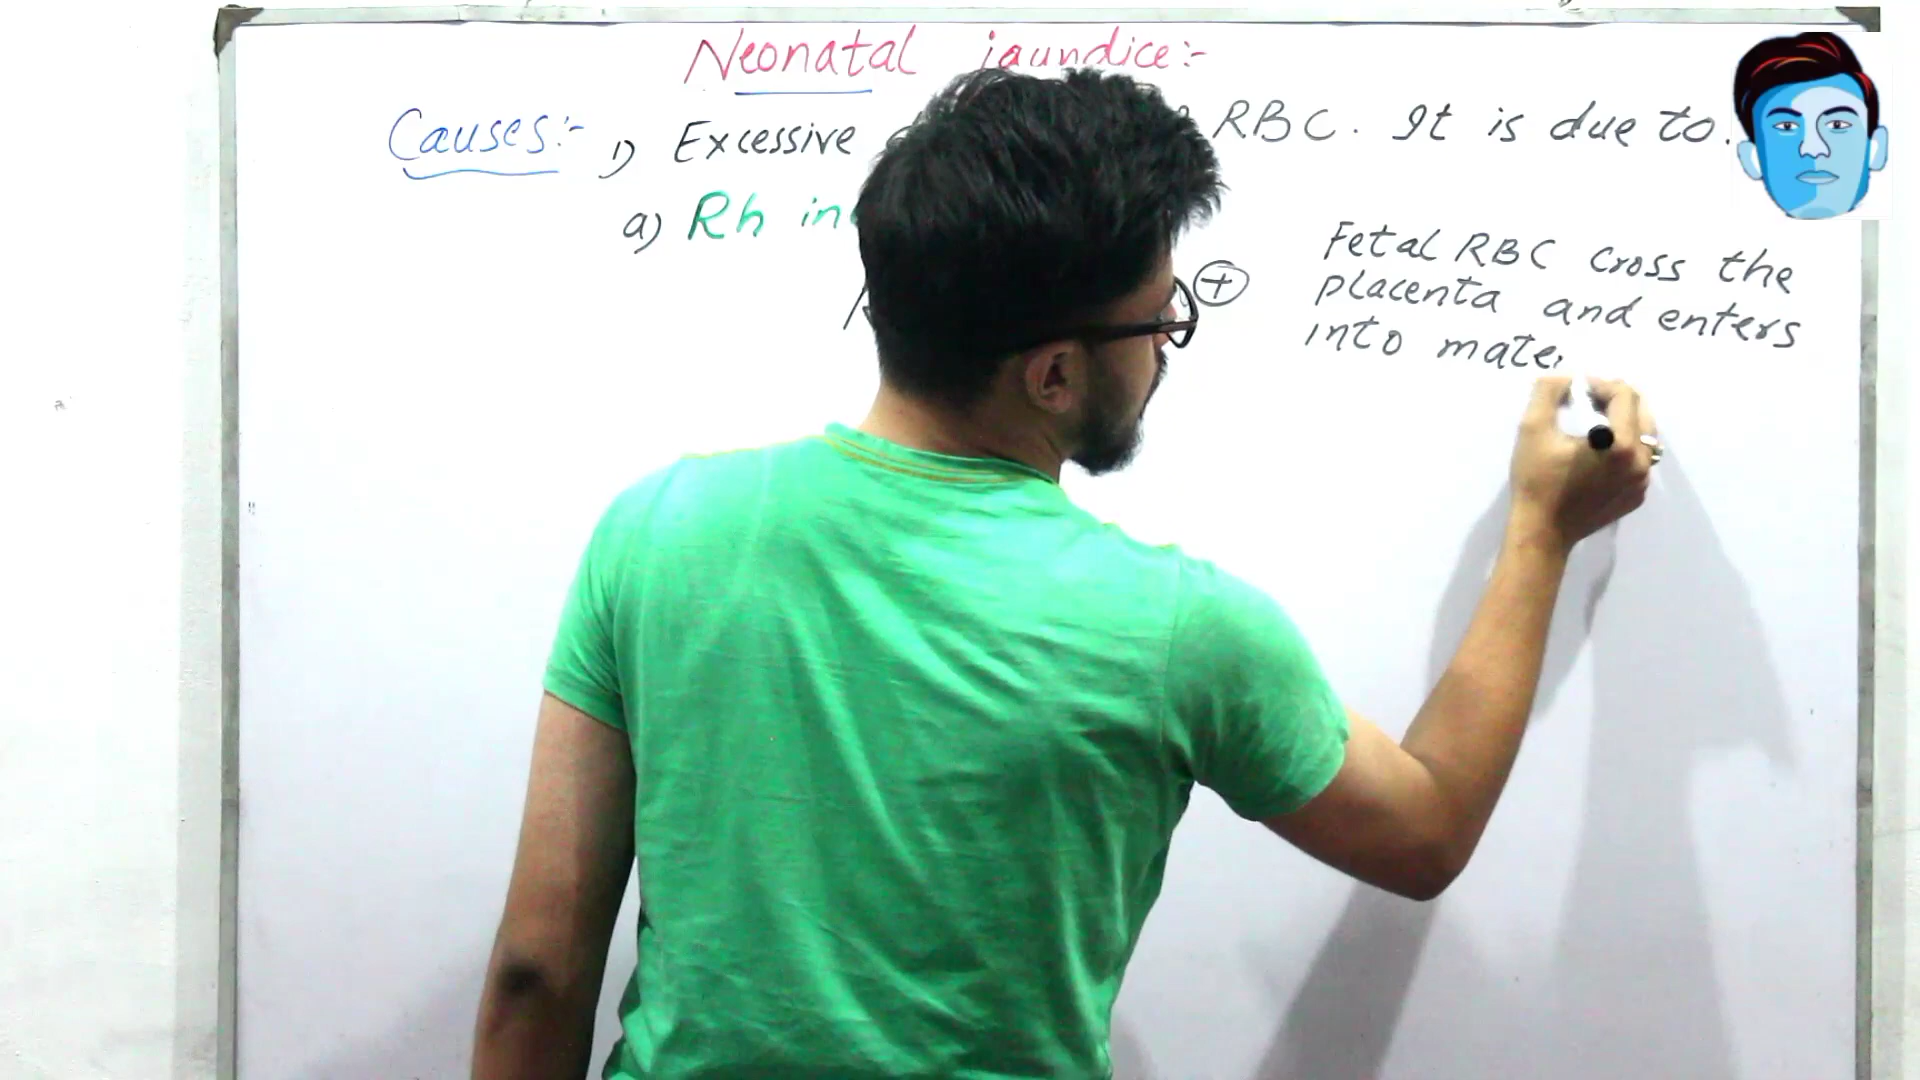 Neonatal jaundice:-
Causes:- 1) Excessive RBC. It is due to.
a) Rh in
+
Fetal RBC cross the
placenta and enters
into mater